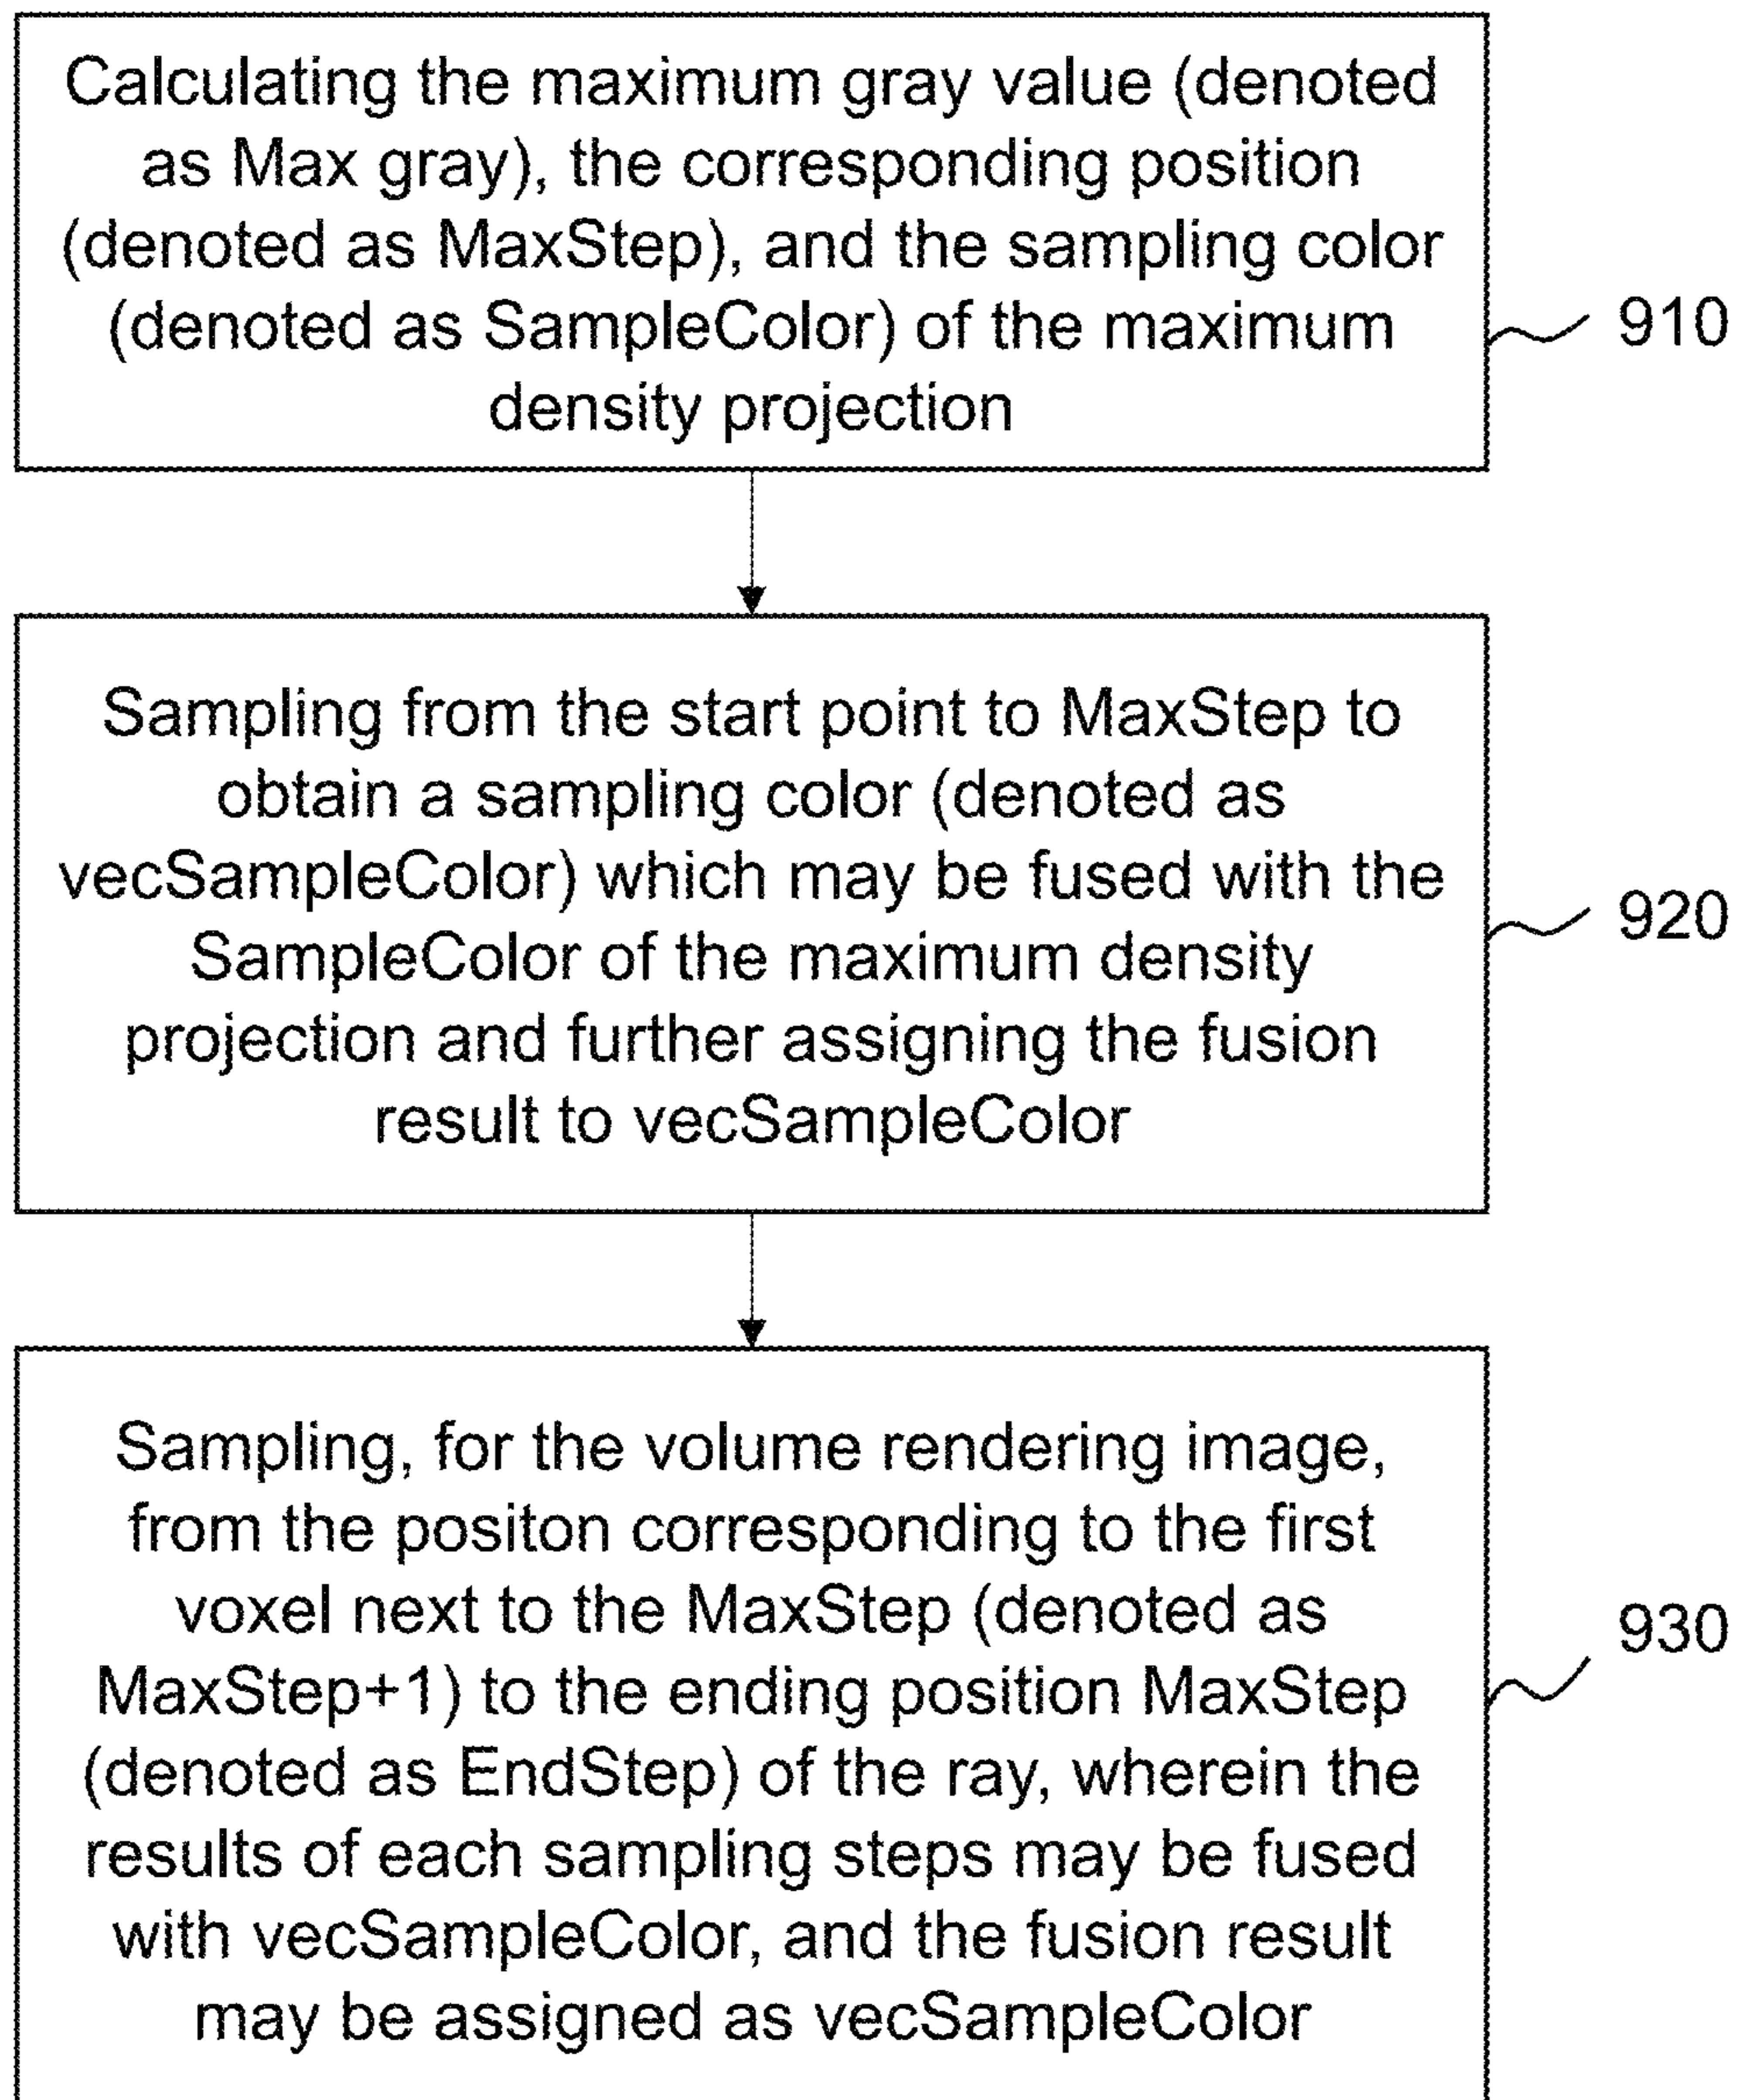 Calculating the maximum gray value (denoted
as Max gray), the corresponding position
(denoted as MaxStep), and the sampling color
(denoted as SampleColor) of the maximum
density projection
910
Sampling from the start point to MaxStep to
obtain a sampling color (denoted as
vecSampleColor) which may be fused with the
SampleColor of the maximum density
projection and further assigning the fusion
result to vecSampleColor
920
Sampling, for the volume rendering image,
from the positon corresponding to the first
voxel next to the MaxStep (denoted as
MaxStep+1) to the ending position MaxStep
(denoted as EndStep) of the ray, wherein the
results of each sampling steps may be fused
with vecSampleColor, and the fusion result
may be assigned as vecSampleColor
930